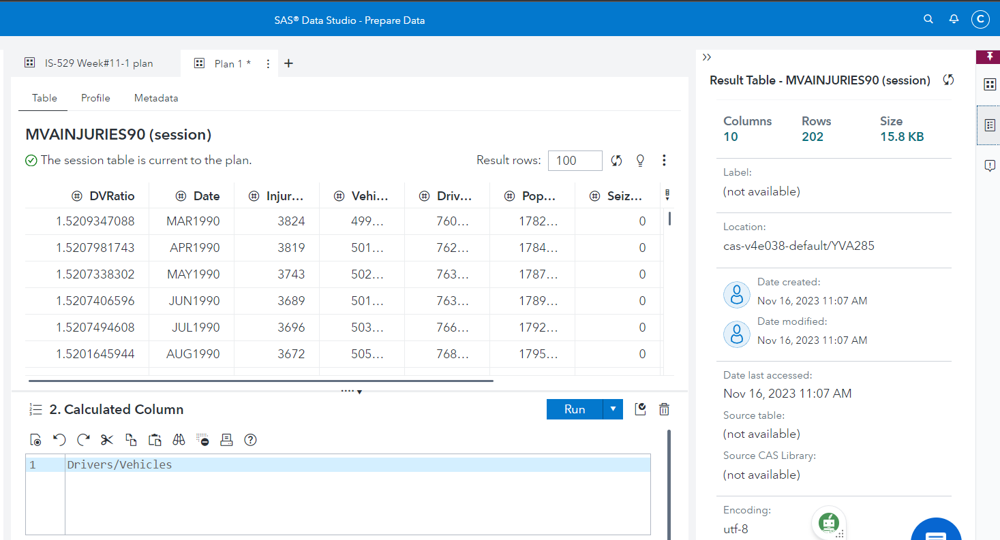 SAS® Data Studio - Prepare Data
C
IS-529 Week#11-1 plan
Plan 1 *
Table Profile Metadata
MVAINJURIES90 (session)
The session table is current to the plan.
Result rows: 100
DVRatio Date Injur... Vehi... Driv... Pop... Seiz...
1.5209347088 MAR1990 3824 499... 760... 1782... 0
1.5207981743 APR1990 3819 501... 762... 1784... 0
1.5207338302 MAY1990 3743 502... 763... 1787... 0
1.5207406596 JUN1990 3689 501... 763... 1789... 0
1.5207494608 JUL1990 3696 503... 766... 1792... 0
1.5201645944 AUG1990 3672 505... 768... 1795... 0
2. Calculated Column
Run
1 Drivers/Vehicles
Result Table - MVAINJURIES90 (session)
Columns Rows Size
10 202 15.8 KB
Label:
(not available)
Location:
cas-v4e038-default/YVA285
Date created:
Nov 16, 2023 11:07 AM
Date modified:
Nov 16, 2023 11:07 AM
Date last accessed:
Nov 16, 2023 11:07 AM
Source table:
(not available)
Source CAS Library:
(not available)
Encoding:
utf-8